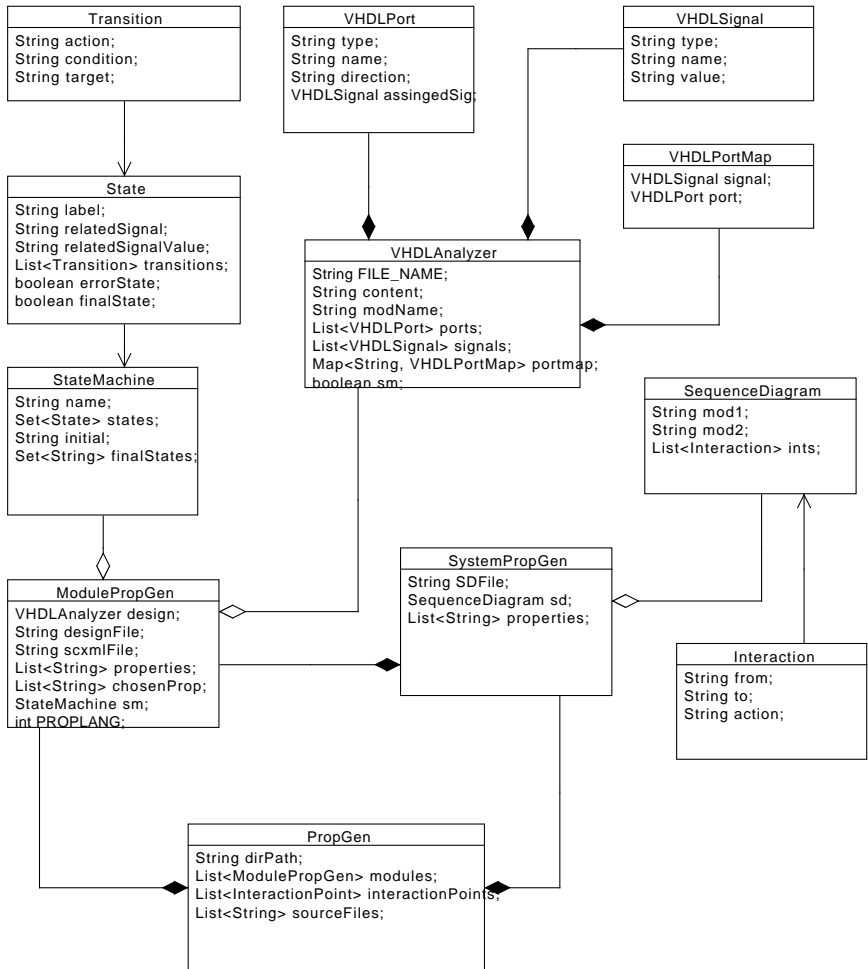 Transition
String action;
String condition;
String target;
VHDLPort
String type;
String name;
String direction;
VHDLSignal assingedSig;
VHDLSignal
String type;
String name;
String value;
VHDLPortMap
VHDLSignal signal;
VHDLPort port;
State
String label;
String relatedSignal;
String relatedSignalValue;
List<Transition> transitions;
boolean errorState;
boolean finalState;
VHDLAnalyzer
String FILE_NAME;
String content;
String modName;
List<VHDLPort> ports;
List<VHDLSignal> signals;
Map<String, VHDLPortMap> portmap;
boolean sm;
StateMachine
String name;
Set<State> states;
String initial;
Set<String> finalStates;
SequenceDiagram
String mod1;
String mod2;
List<Interaction> ints;
SystemPropGen
String SDFile;
SequenceDiagram sd;
List<String> properties;
ModulePropGen
VHDLAnalyzer design;
String designFile;
String scxmlFile;
List<String> properties;
List<String> chosenProp;
StateMachine sm;
int PROPLANG;
Interaction
String from;
String to;
String action;
PropGen
String dirPath;
List<ModulePropGen> modules;
List<InteractionPoint> interactionPoints;
List<String> sourceFiles;